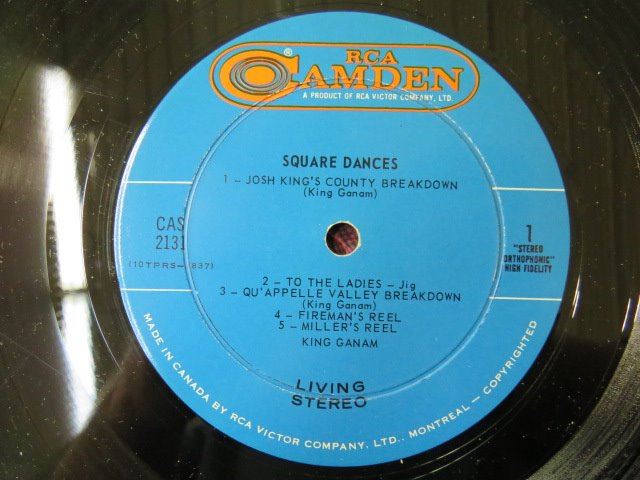 RCA
CAMDEN
®
A PRODUCT OF RCA VICTOR COMPANY, LTD.
SQUARE DANCES
1 – JOSH KING'S COUNTY BREAKDOWN
(King Ganam)
CAS
2131
(10TPRS-1837)
1
"STEREO
ORTHOPHONIC"
HIGH FIDELITY
2 – TO THE LADIES – Jig
3 – QU'APPELLE VALLEY BREAKDOWN
(King Ganam)
4 – FIREMAN'S REEL
5 – MILLER'S REEL
KING GANAM
LIVING
STEREO
MADE IN CANADA BY RCA VICTOR COMPANY, LTD., MONTREAL – COPYRIGHTED